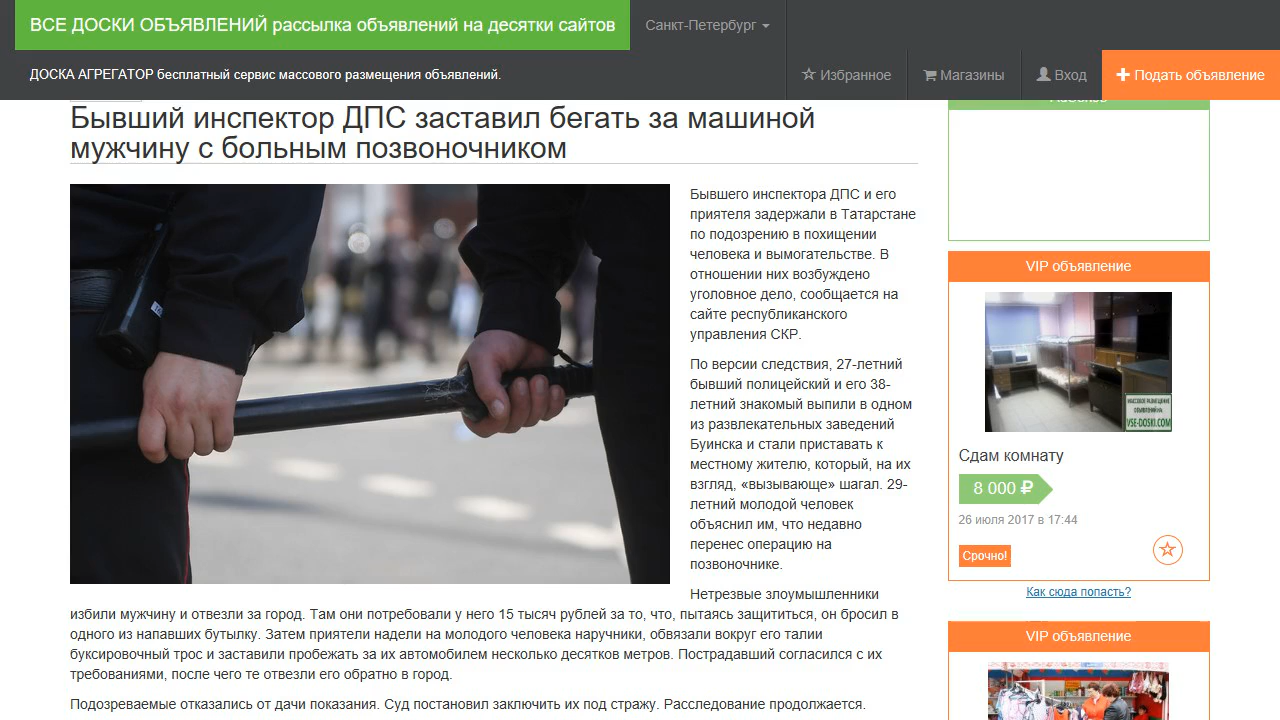 ВСЕ ДОСКИ ОБЪЯВЛЕНИЙ рассылка объявлений на десятки сайтов
Санкт-Петербург
ДОСКА АГРЕГАТОР бесплатный сервис массового размещения объявлений.
Избранное
Магазины
Вход
Подать объявление
Бывший инспектор ДПС заставил бегать за машиной
мужчину с больным позвоночником
Бывшего инспектора ДПС и его
приятеля задержали в Татарстане
по подозрению в похищении
человека и вымогательстве. В
отношении них возбуждено
уголовное дело, сообщается на
сайте республиканского
управления СКР.
По версии следствия, 27-летний
бывший полицейский и его 38-
летний знакомый выпили в одном
из развлекательных заведений
Буинска и стали приставать к
местному жителю, который, на их
взгляд, «вызывающе» шагал. 29-
летний молодой человек
объяснил им, что недавно
перенес операцию на
позвоночнике.
Нетрезвые злоумышленники
избили мужчину и отвезли за город. Там они потребовали у него 15 тысяч рублей за то, что, пытаясь защититься, он бросил в
одного из напавших бутылку. Затем приятели надели на молодого человека наручники, обвязали вокруг его талии
буксировочный трос и заставили пробежать за их автомобилем несколько десятков метров. Пострадавший согласился с их
требованиями, после чего те отвезли его обратно в город.
Подозреваемые отказались от дачи показания. Суд постановил заключить их под стражу. Расследование продолжается.
VIP объявление
МАССОВОЕ РАЗМЕЩЕНИЕ
ОБЪЯВЛЕНИЙ НА
VSE-DOSKI.COM
Сдам комнату
8 000 ₽
26 июля 2017 в 17:44
Срочно!
Как сюда попасть?
VIP объявление